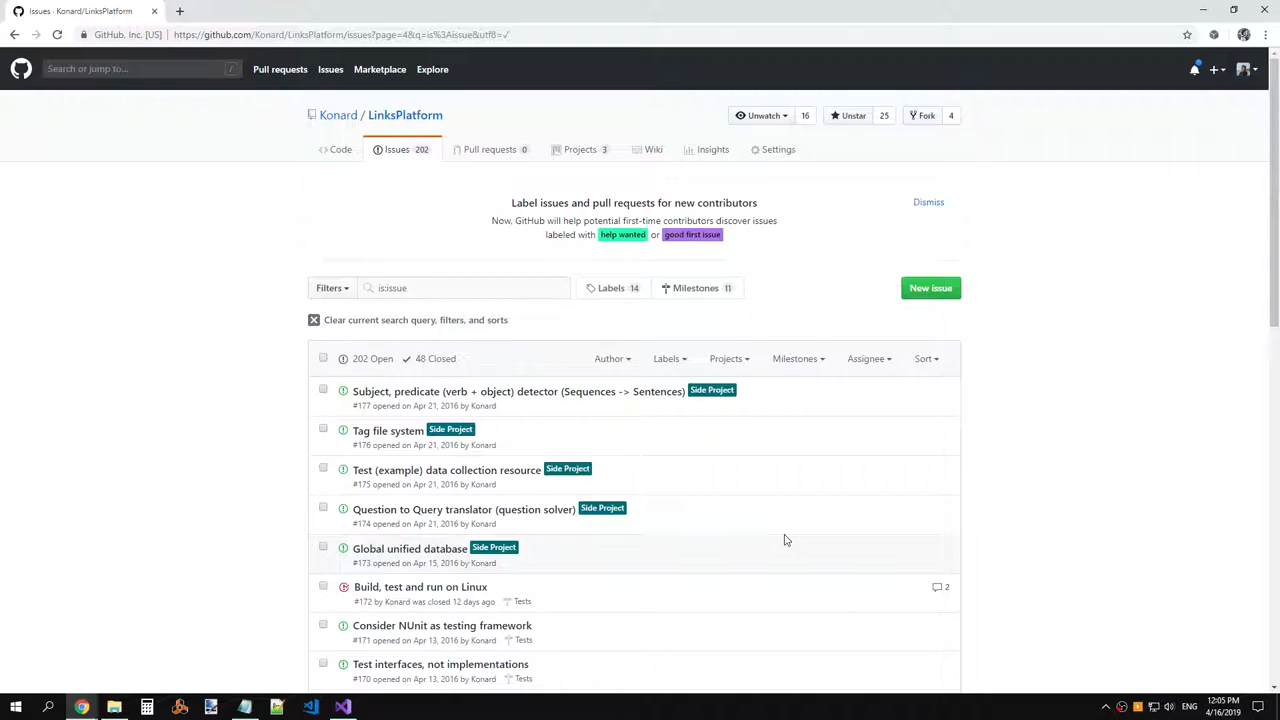 Issues · Konard/LinksPlatform
GitHub, Inc. [US] | https://github.com/Konard/LinksPlatform/issues?page=4&q=is%3Aissue&utf8=✓
Search or jump to... / Pull requests Issues Marketplace Explore
Konard / LinksPlatform Unwatch 16 Unstar 25 Fork 4
Code Issues 202 Pull requests 0 Projects 3 Wiki Insights Settings
Label issues and pull requests for new contributors Dismiss
Now, GitHub will help potential first-time contributors discover issues
labeled with help wanted or good first issue
Filters is:issue Labels 14 Milestones 11 New issue
Clear current search query, filters, and sorts
202 Open 48 Closed Author Labels Projects Milestones Assignee Sort
Subject, predicate (verb + object) detector (Sequences -> Sentences) Side Project
#177 opened on Apr 21, 2016 by Konard
Tag file system Side Project
#176 opened on Apr 21, 2016 by Konard
Test (example) data collection resource Side Project
#175 opened on Apr 21, 2016 by Konard
Question to Query translator (question solver) Side Project
#174 opened on Apr 21, 2016 by Konard
Global unified database Side Project
#173 opened on Apr 15, 2016 by Konard
Build, test and run on Linux 2
#172 by Konard was closed 12 days ago Tests
Consider NUnit as testing framework
#171 opened on Apr 13, 2016 by Konard Tests
Test interfaces, not implementations
#170 opened on Apr 13, 2016 by Konard Tests
ENG 12:05 PM
4/16/2019